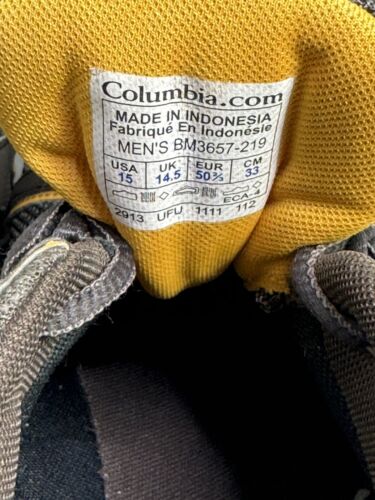 Columbia.com
MADE IN INDONESIA
Fabriqué En Indonésie
MEN'S BM3657-219
USA UK EUR CM
15 14.5 50⅔ 33
ECA
2913 UFU 1111 112